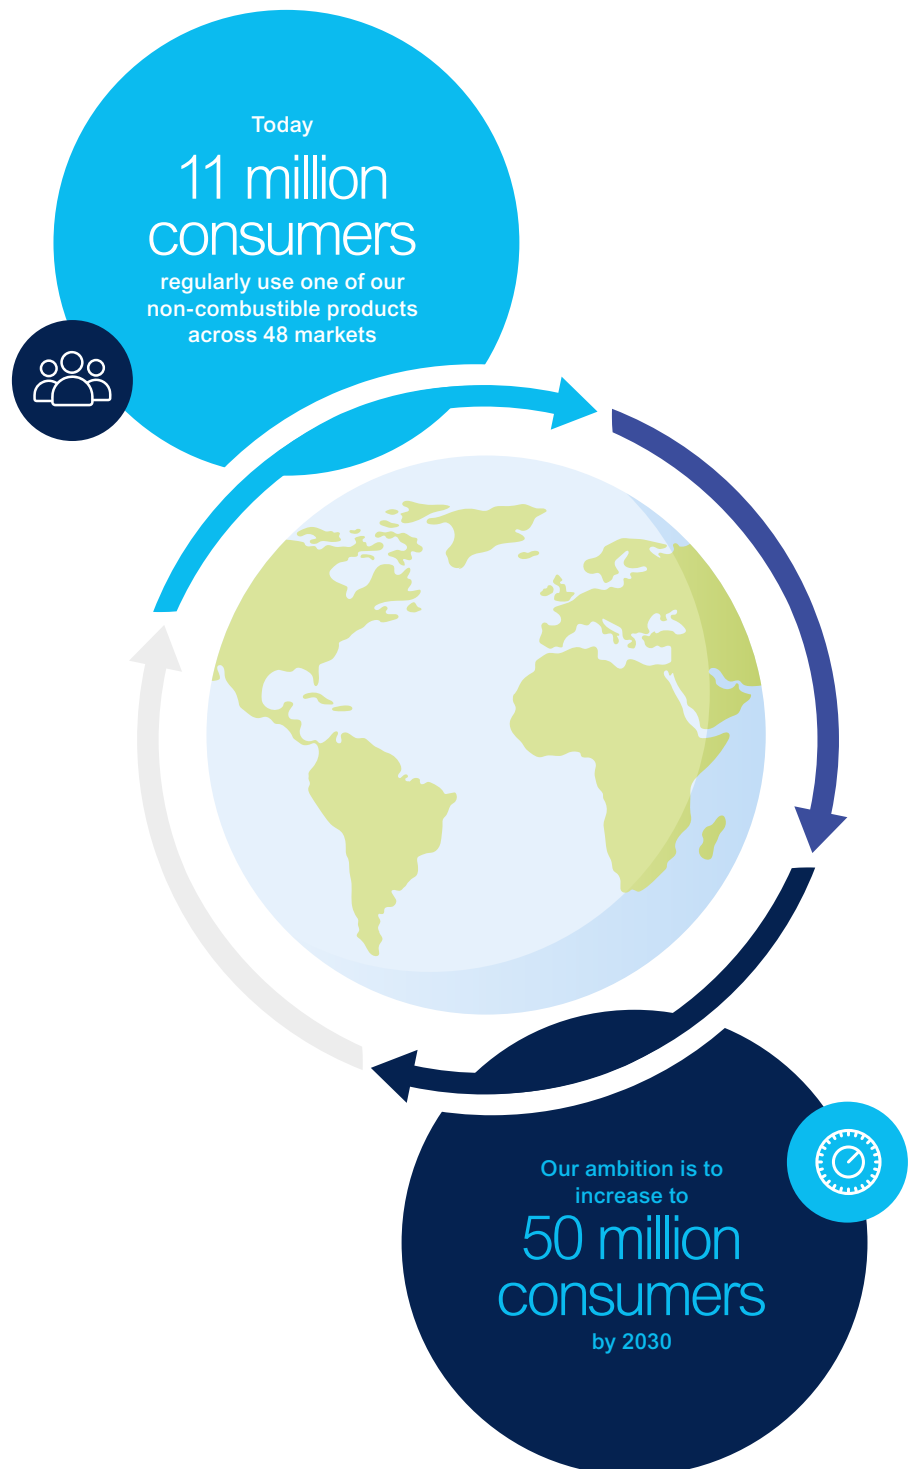 Today
11 million
consumers
regularly use one of our
non-combustible products
across 48 markets
Our ambition is to
increase to
50 million
consumers
by 2030